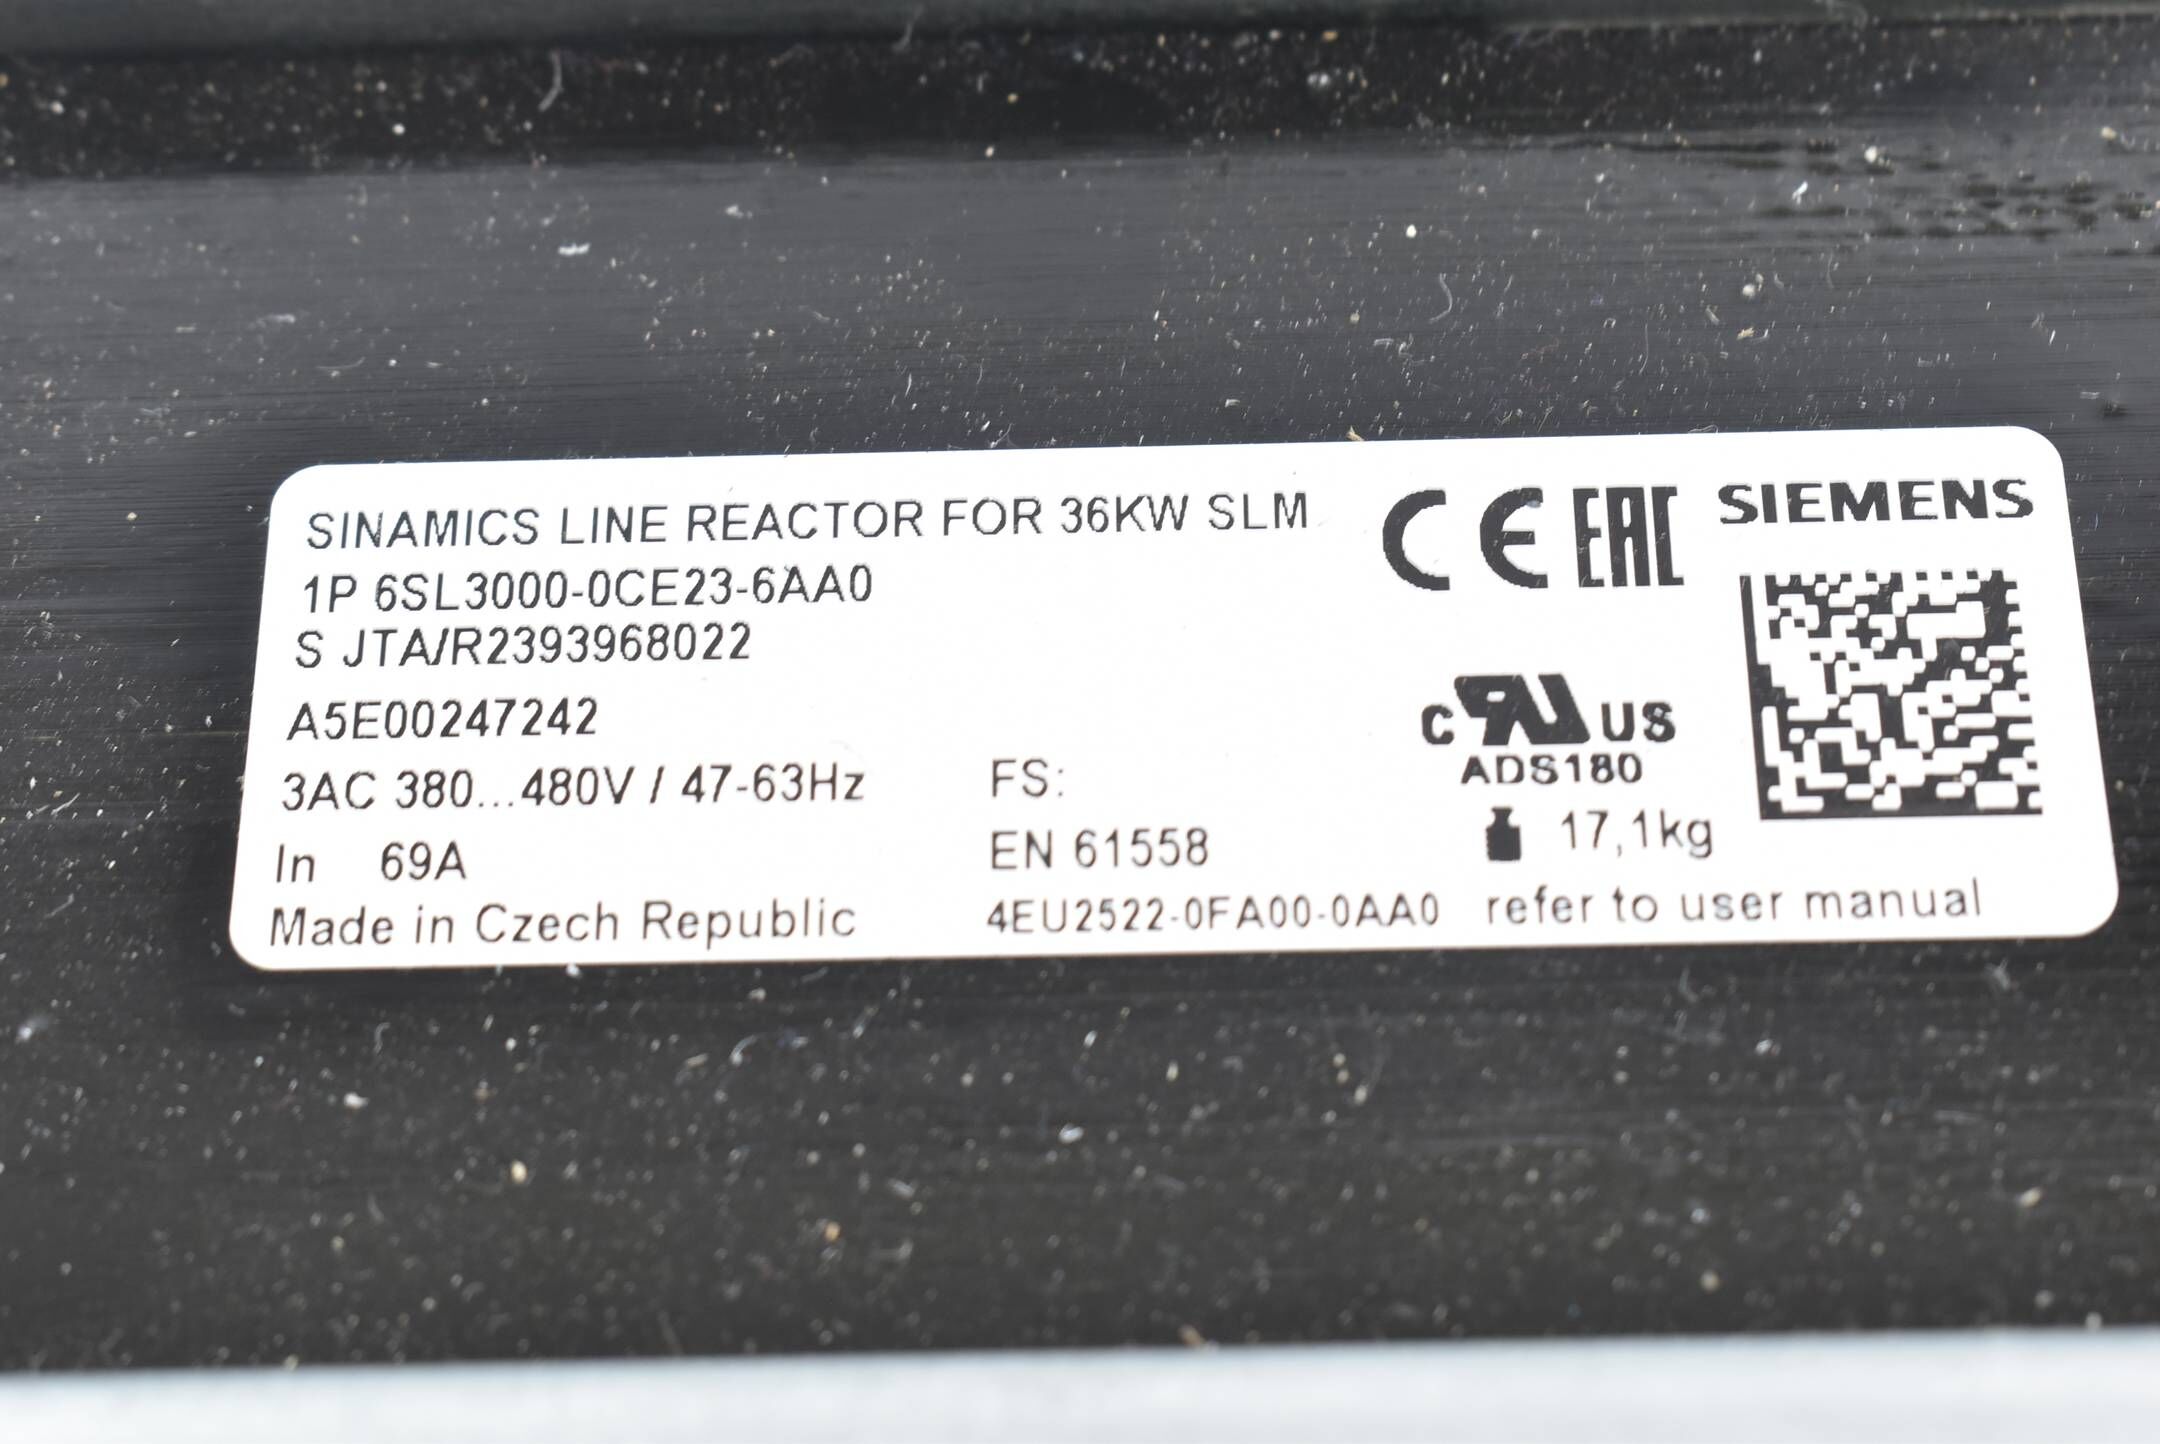 SINAMICS LINE REACTOR FOR 36KW SLM
1P 6SL3000-0CE23-6AA0
S JTA/R2393968022
A5E00247242
3AC 380...480V / 47-63Hz
In 69A
Made in Czech Republic
FS:
EN 61558
4EU2522-0FA00-0AA0
CE EAC SIEMENS
C RU US
ADS180
17,1kg
refer to user manual